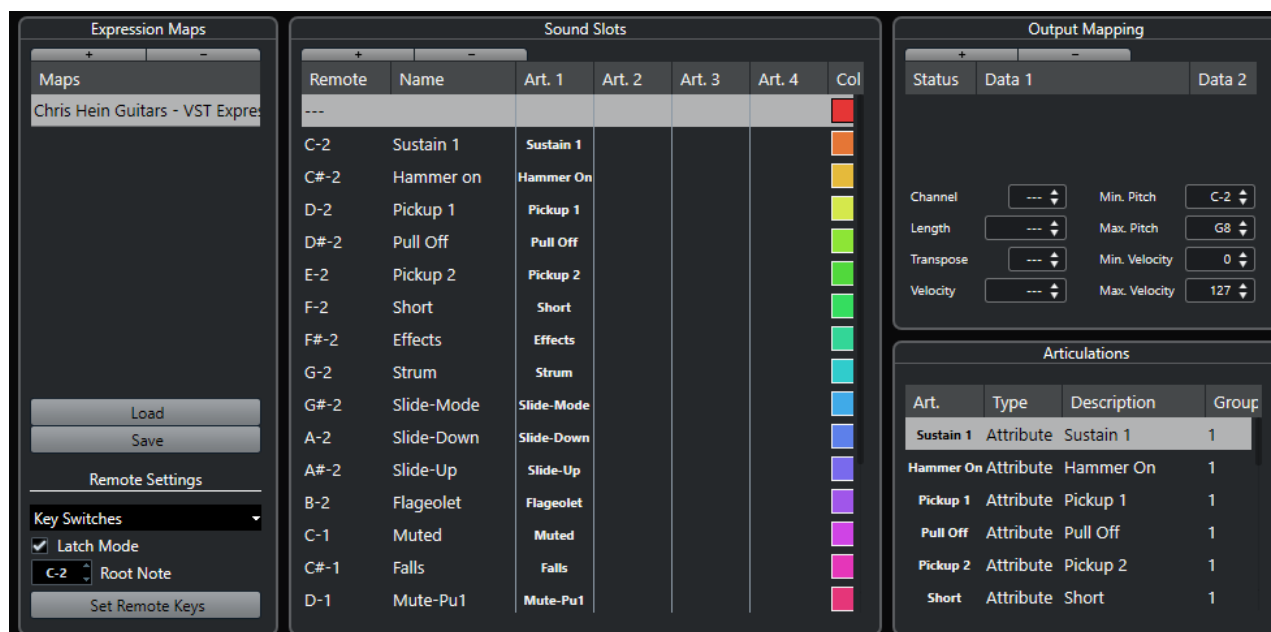 Expression Maps
+ -
Maps
Chris Hein Guitars - VST Expre
Load
Save
Remote Settings
Key Switches
Latch Mode
C-2 Root Note
Set Remote Keys
Sound Slots
+ -
Remote Name Art. 1 Art. 2 Art. 3 Art. 4 Col
---
C-2 Sustain 1 Sustain 1
C#-2 Hammer on Hammer On
D-2 Pickup 1 Pickup 1
D#-2 Pull Off Pull Off
E-2 Pickup 2 Pickup 2
F-2 Short Short
F#-2 Effects Effects
G-2 Strum Strum
G#-2 Slide-Mode Slide-Mode
A-2 Slide-Down Slide-Down
A#-2 Slide-Up Slide-Up
B-2 Flageolet Flageolet
C-1 Muted Muted
C#-1 Falls Falls
D-1 Mute-Pu1 Mute-Pu1
Output Mapping
+ -
Status Data 1 Data 2
Channel --- Min. Pitch C-2
Length --- Max. Pitch G8
Transpose --- Min. Velocity 0
Velocity --- Max. Velocity 127
Articulations
Art. Type Description Group
Sustain 1 Attribute Sustain 1 1
Hammer On Attribute Hammer On 1
Pickup 1 Attribute Pickup 1 1
Pull Off Attribute Pull Off 1
Pickup 2 Attribute Pickup 2 1
Short Attribute Short 1